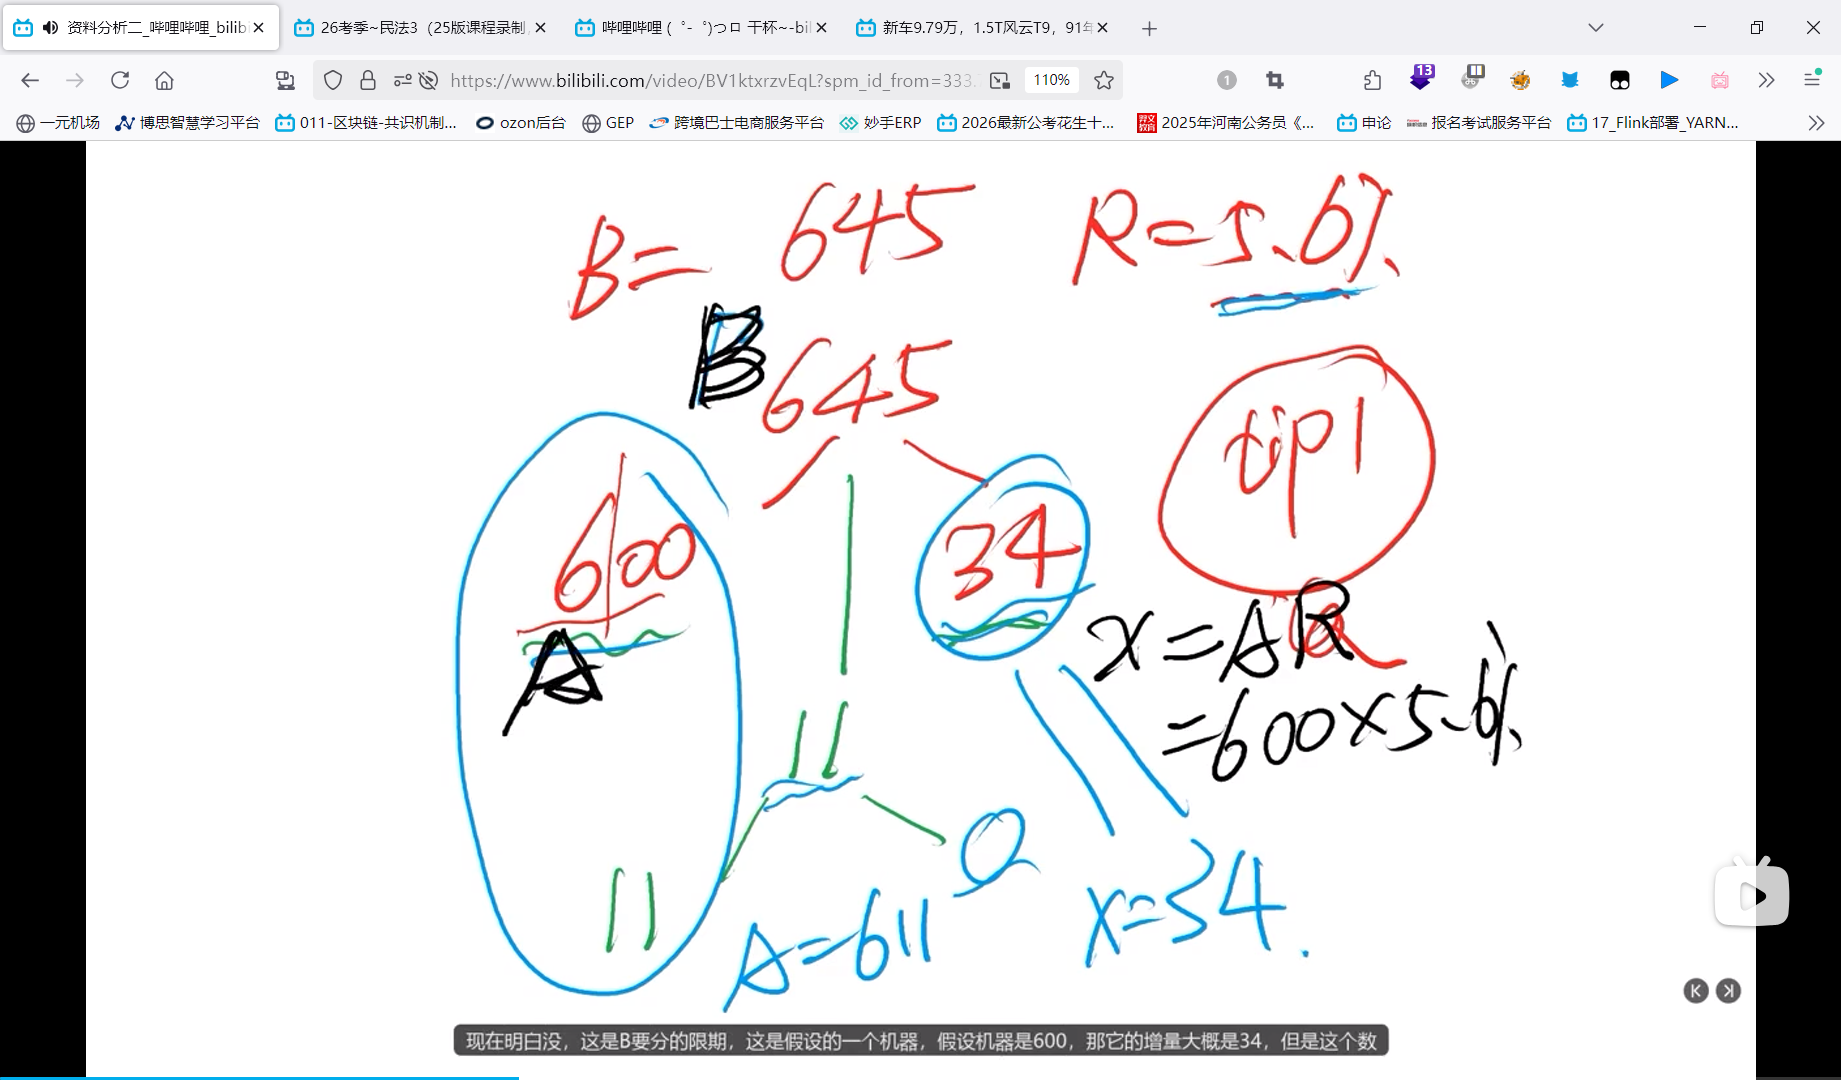 资料分析二_哔哩哔哩_bilibi
26考季~民法3（25版课程录制
哔哩哔哩 (゜-゜)つロ 干杯~-bil
新车9.79万，1.5T风云T9，91年
https://www.bilibili.com/video/BV1ktxrzvEqL?spm_id_from=333.
110%
1
13
一元机场
博思智慧学习平台
011-区块链-共识机制...
ozon后台
GEP
跨境巴士电商服务平台
妙手ERP
2026最新公考花生十...
2025年河南公务员《...
申论
报名考试服务平台
17_Flink部署_YARN...
B= 645 R=5.6%
B 645
tip1
600 34
A
x=AR
=600×5.6%
11
11 0
A=611 x=34.
现在明白没，这是B要分的限期，这是假设的一个机器，假设机器是600，那它的增量大概是34，但是这个数